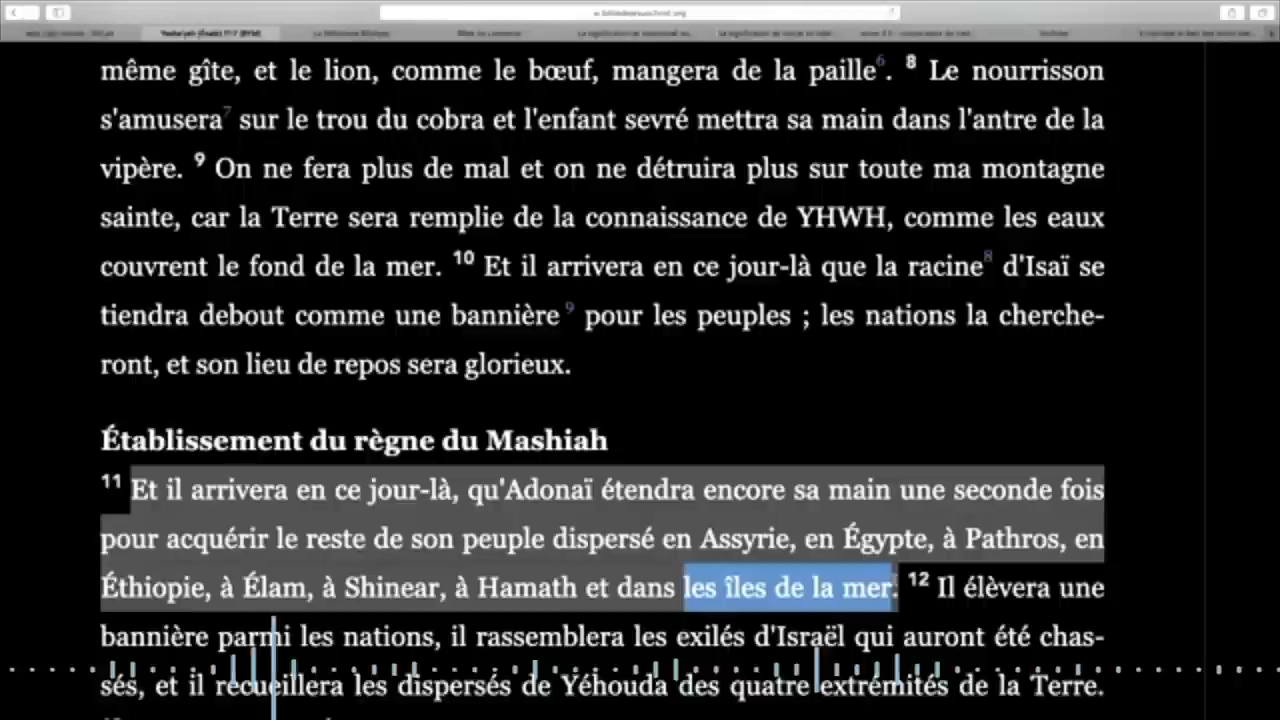 même gîte, et le lion, comme le bœuf, mangera de la paille⁶. ⁸ Le nourrisson
s'amusera⁷ sur le trou du cobra et l'enfant sevré mettra sa main dans l'antre de la
vipère. ⁹ On ne fera plus de mal et on ne détruira plus sur toute ma montagne
sainte, car la Terre sera remplie de la connaissance de YHWH, comme les eaux
couvrent le fond de la mer. ¹⁰ Et il arrivera en ce jour-là que la racine⁸ d'Isaï se
tiendra debout comme une bannière⁹ pour les peuples ; les nations la cherche-
ront, et son lieu de repos sera glorieux.
Établissement du règne du Mashiah
¹¹ Et il arrivera en ce jour-là, qu'Adonaï étendra encore sa main une seconde fois
pour acquérir le reste de son peuple dispersé en Assyrie, en Égypte, à Pathros, en
Éthiopie, à Élam, à Shinear, à Hamath et dans les îles de la mer. ¹² Il élèvera une
bannière parmi les nations, il rassemblera les exilés d'Israël qui auront été chas-
sés, et il recueillera les dispersés de Yéhouda des quatre extrémités de la Terre.